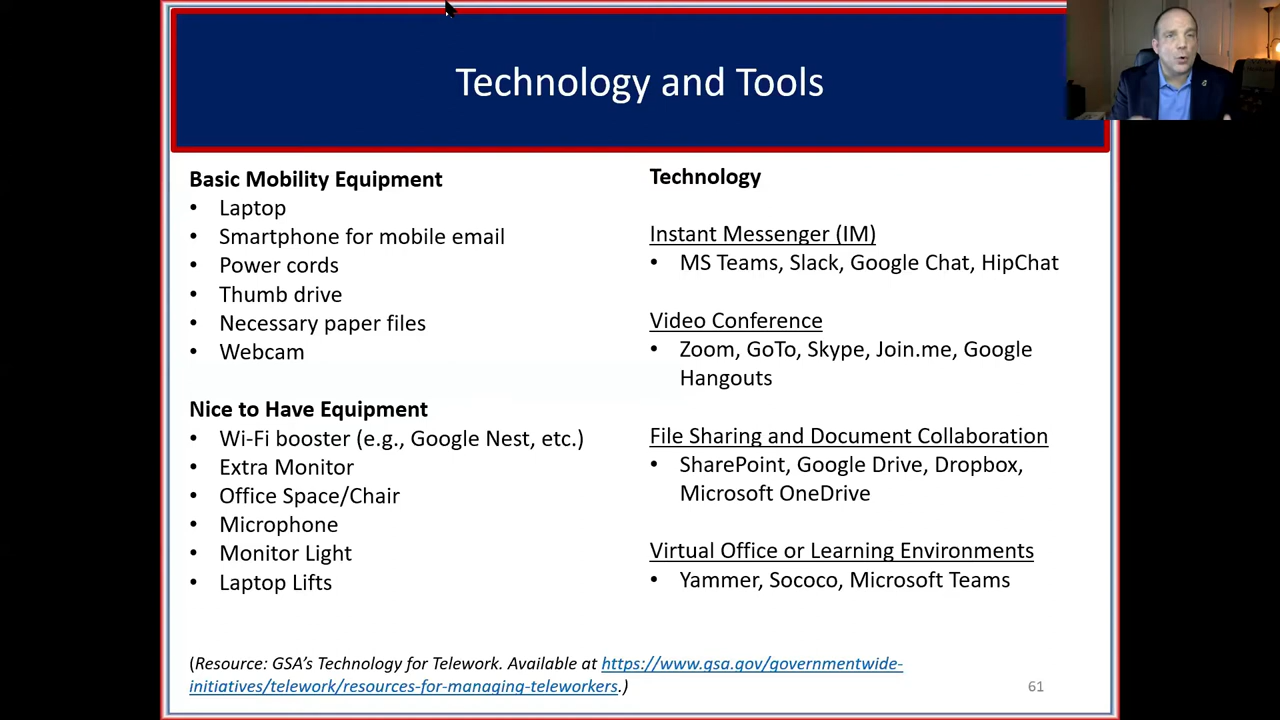 Technology and Tools
Basic Mobility Equipment
• Laptop
• Smartphone for mobile email
• Power cords
• Thumb drive
• Necessary paper files
• Webcam
Nice to Have Equipment
• Wi-Fi booster (e.g., Google Nest, etc.)
• Extra Monitor
• Office Space/Chair
• Microphone
• Monitor Light
• Laptop Lifts
Technology
Instant Messenger (IM)
• MS Teams, Slack, Google Chat, HipChat
Video Conference
• Zoom, GoTo, Skype, Join.me, Google
Hangouts
File Sharing and Document Collaboration
• SharePoint, Google Drive, Dropbox,
Microsoft OneDrive
Virtual Office or Learning Environments
• Yammer, Sococo, Microsoft Teams
(Resource: GSA’s Technology for Telework. Available at https://www.gsa.gov/governmentwide-
initiatives/telework/resources-for-managing-teleworkers.)
61